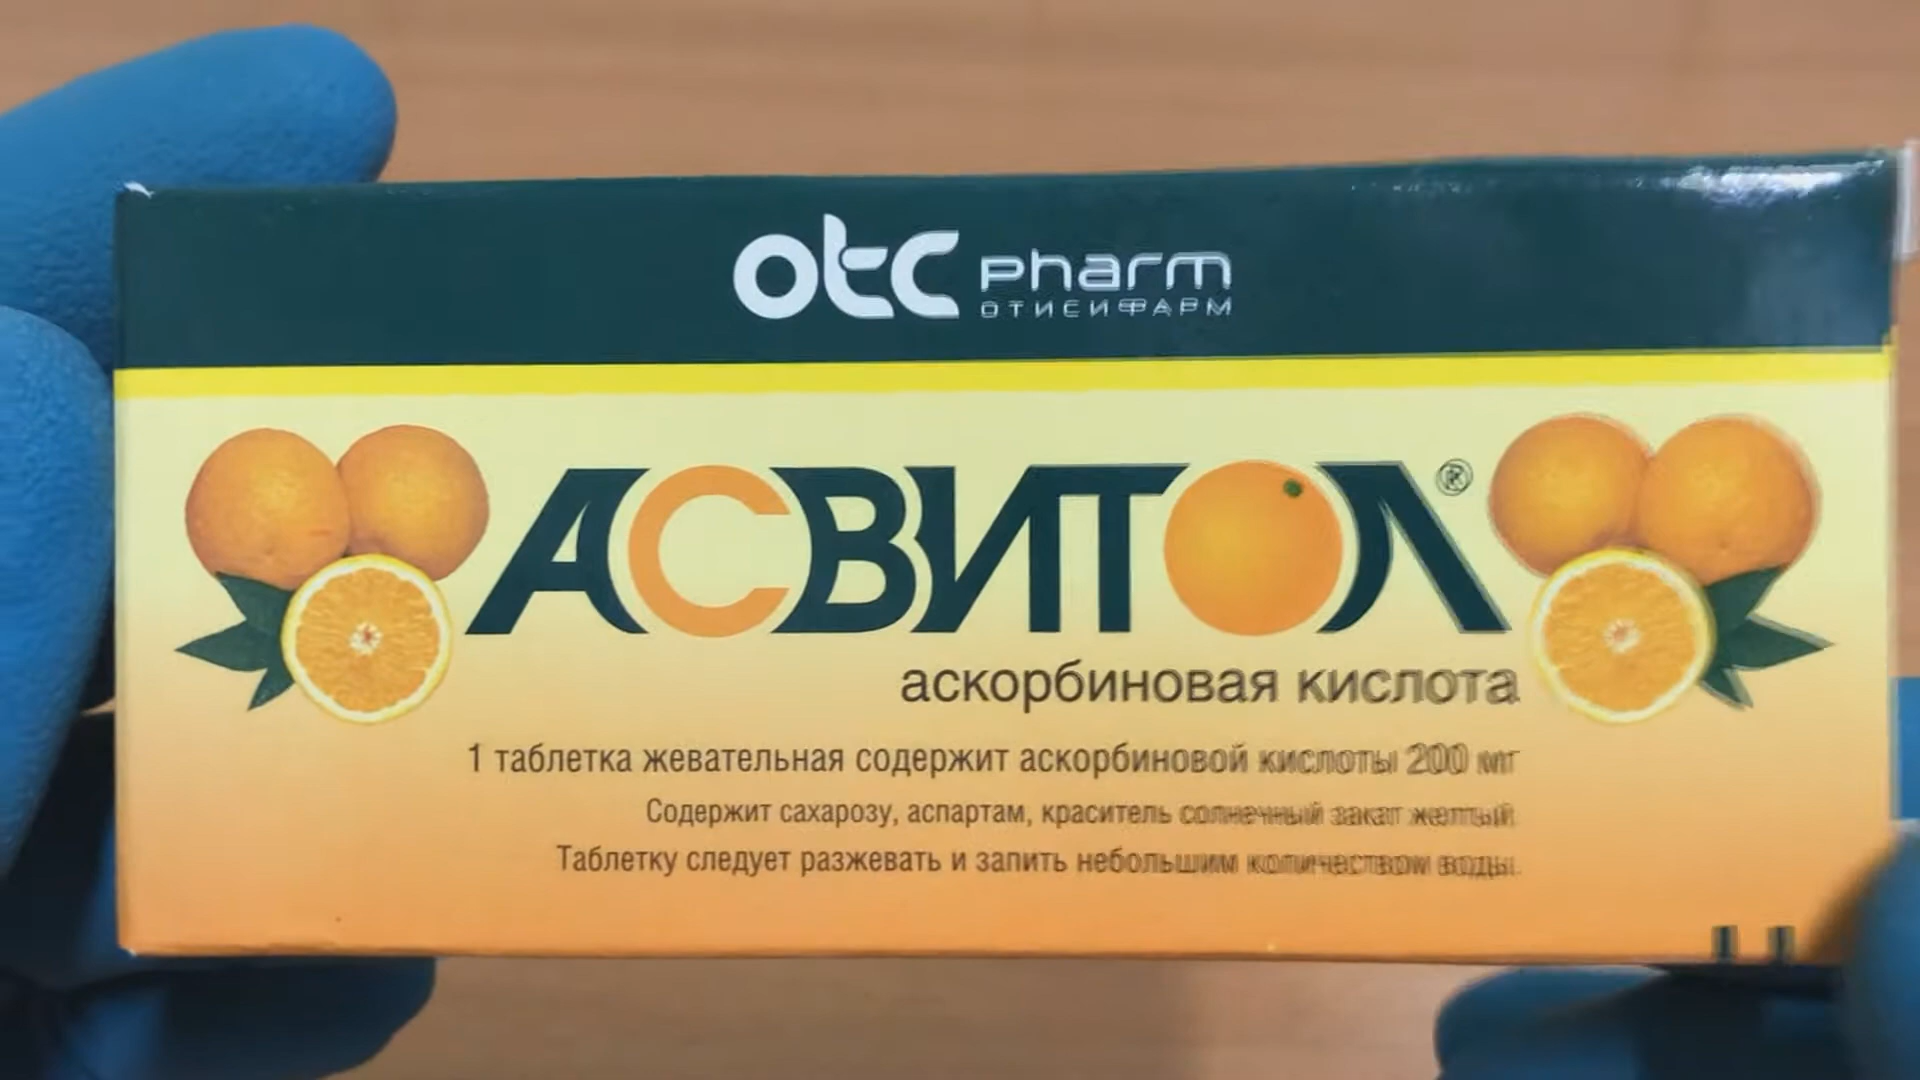 otc pharm
ОТИСИФАРМ
АСВИТОЛ®
аскорбиновая кислота
1 таблетка жевательная содержит аскорбиновой кислоты 200 мг
Содержит сахарозу, аспартам, краситель солнечный закат желтый
Таблетку следует разжевать и запить небольшим количеством воды.